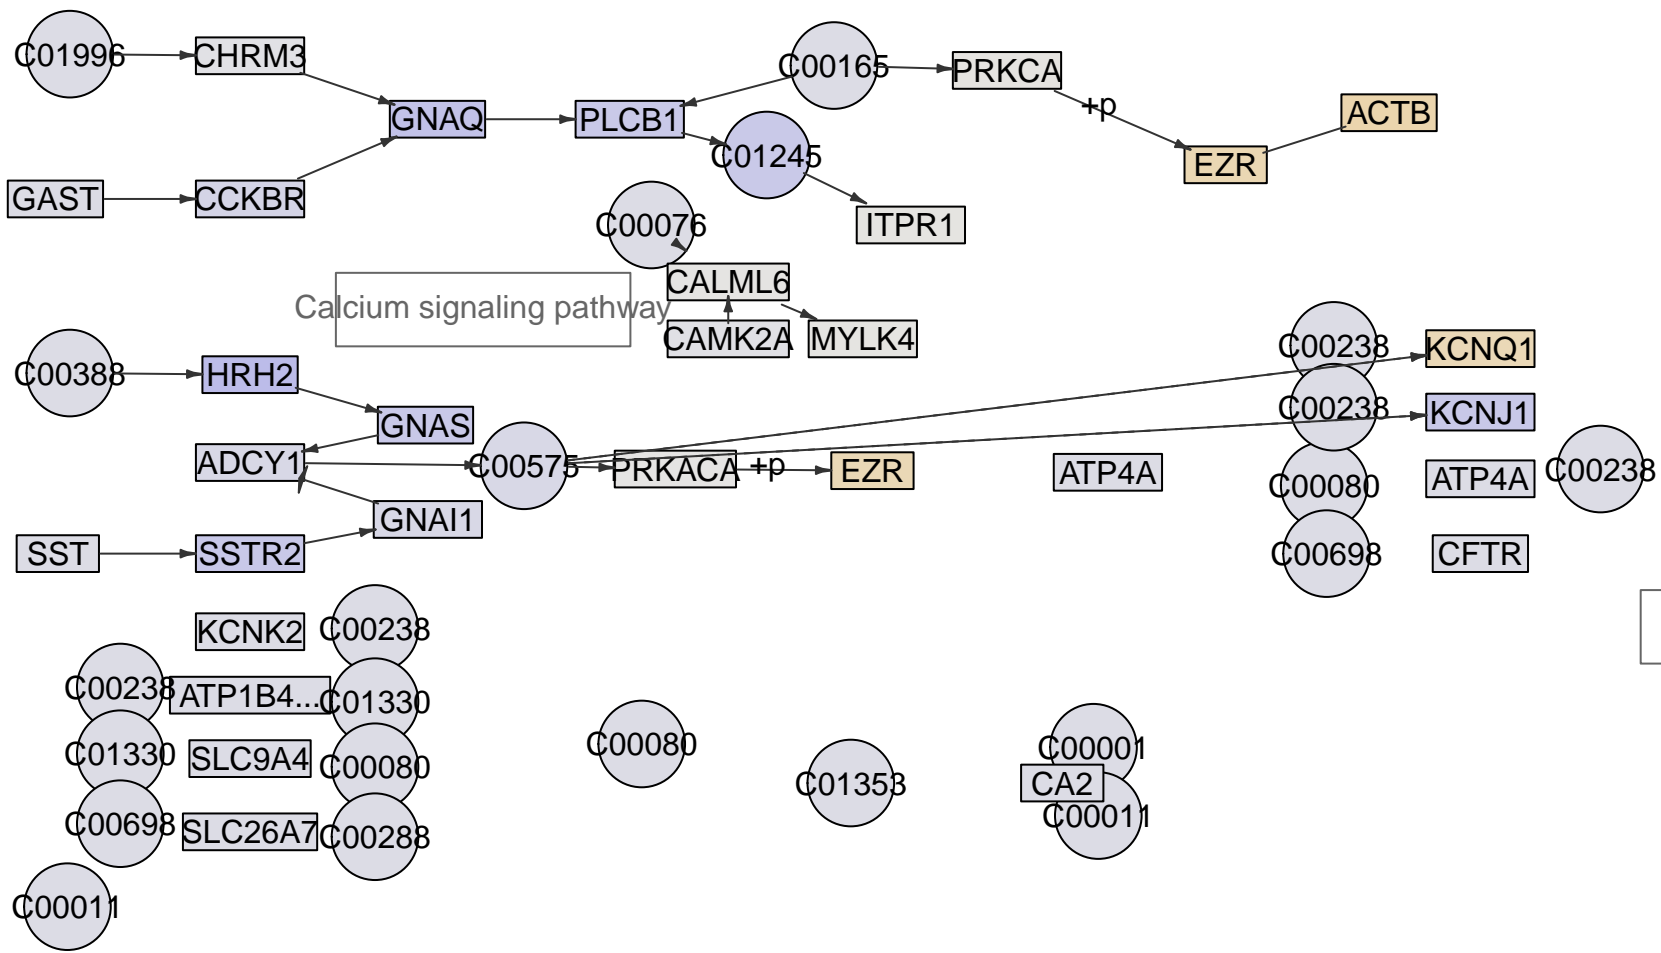 C01996
CHRM3
C00165
PRKCA
+p
ACTB
GNAQ
PLCB1
C01245
EZR
GAST
CCKBR
C00076
ITPR1
CALML6
Calcium signaling pathway
CAMK2A
MYLK4
C00238
KCNQ1
C00388
HRH2
C00238
KCNJ1
GNAS
ADCY1
C00575
PRKACA
+p
EZR
ATP4A
C00080
ATP4A
C00238
GNAI1
SST
SSTR2
C00698
CFTR
KCNK2
C00238
C00238
ATP1B4...
C01330
C01330
SLC9A4
C00080
C00080
C01353
C00001
CA2
C00011
C00698
SLC26A7
C00288
C00011